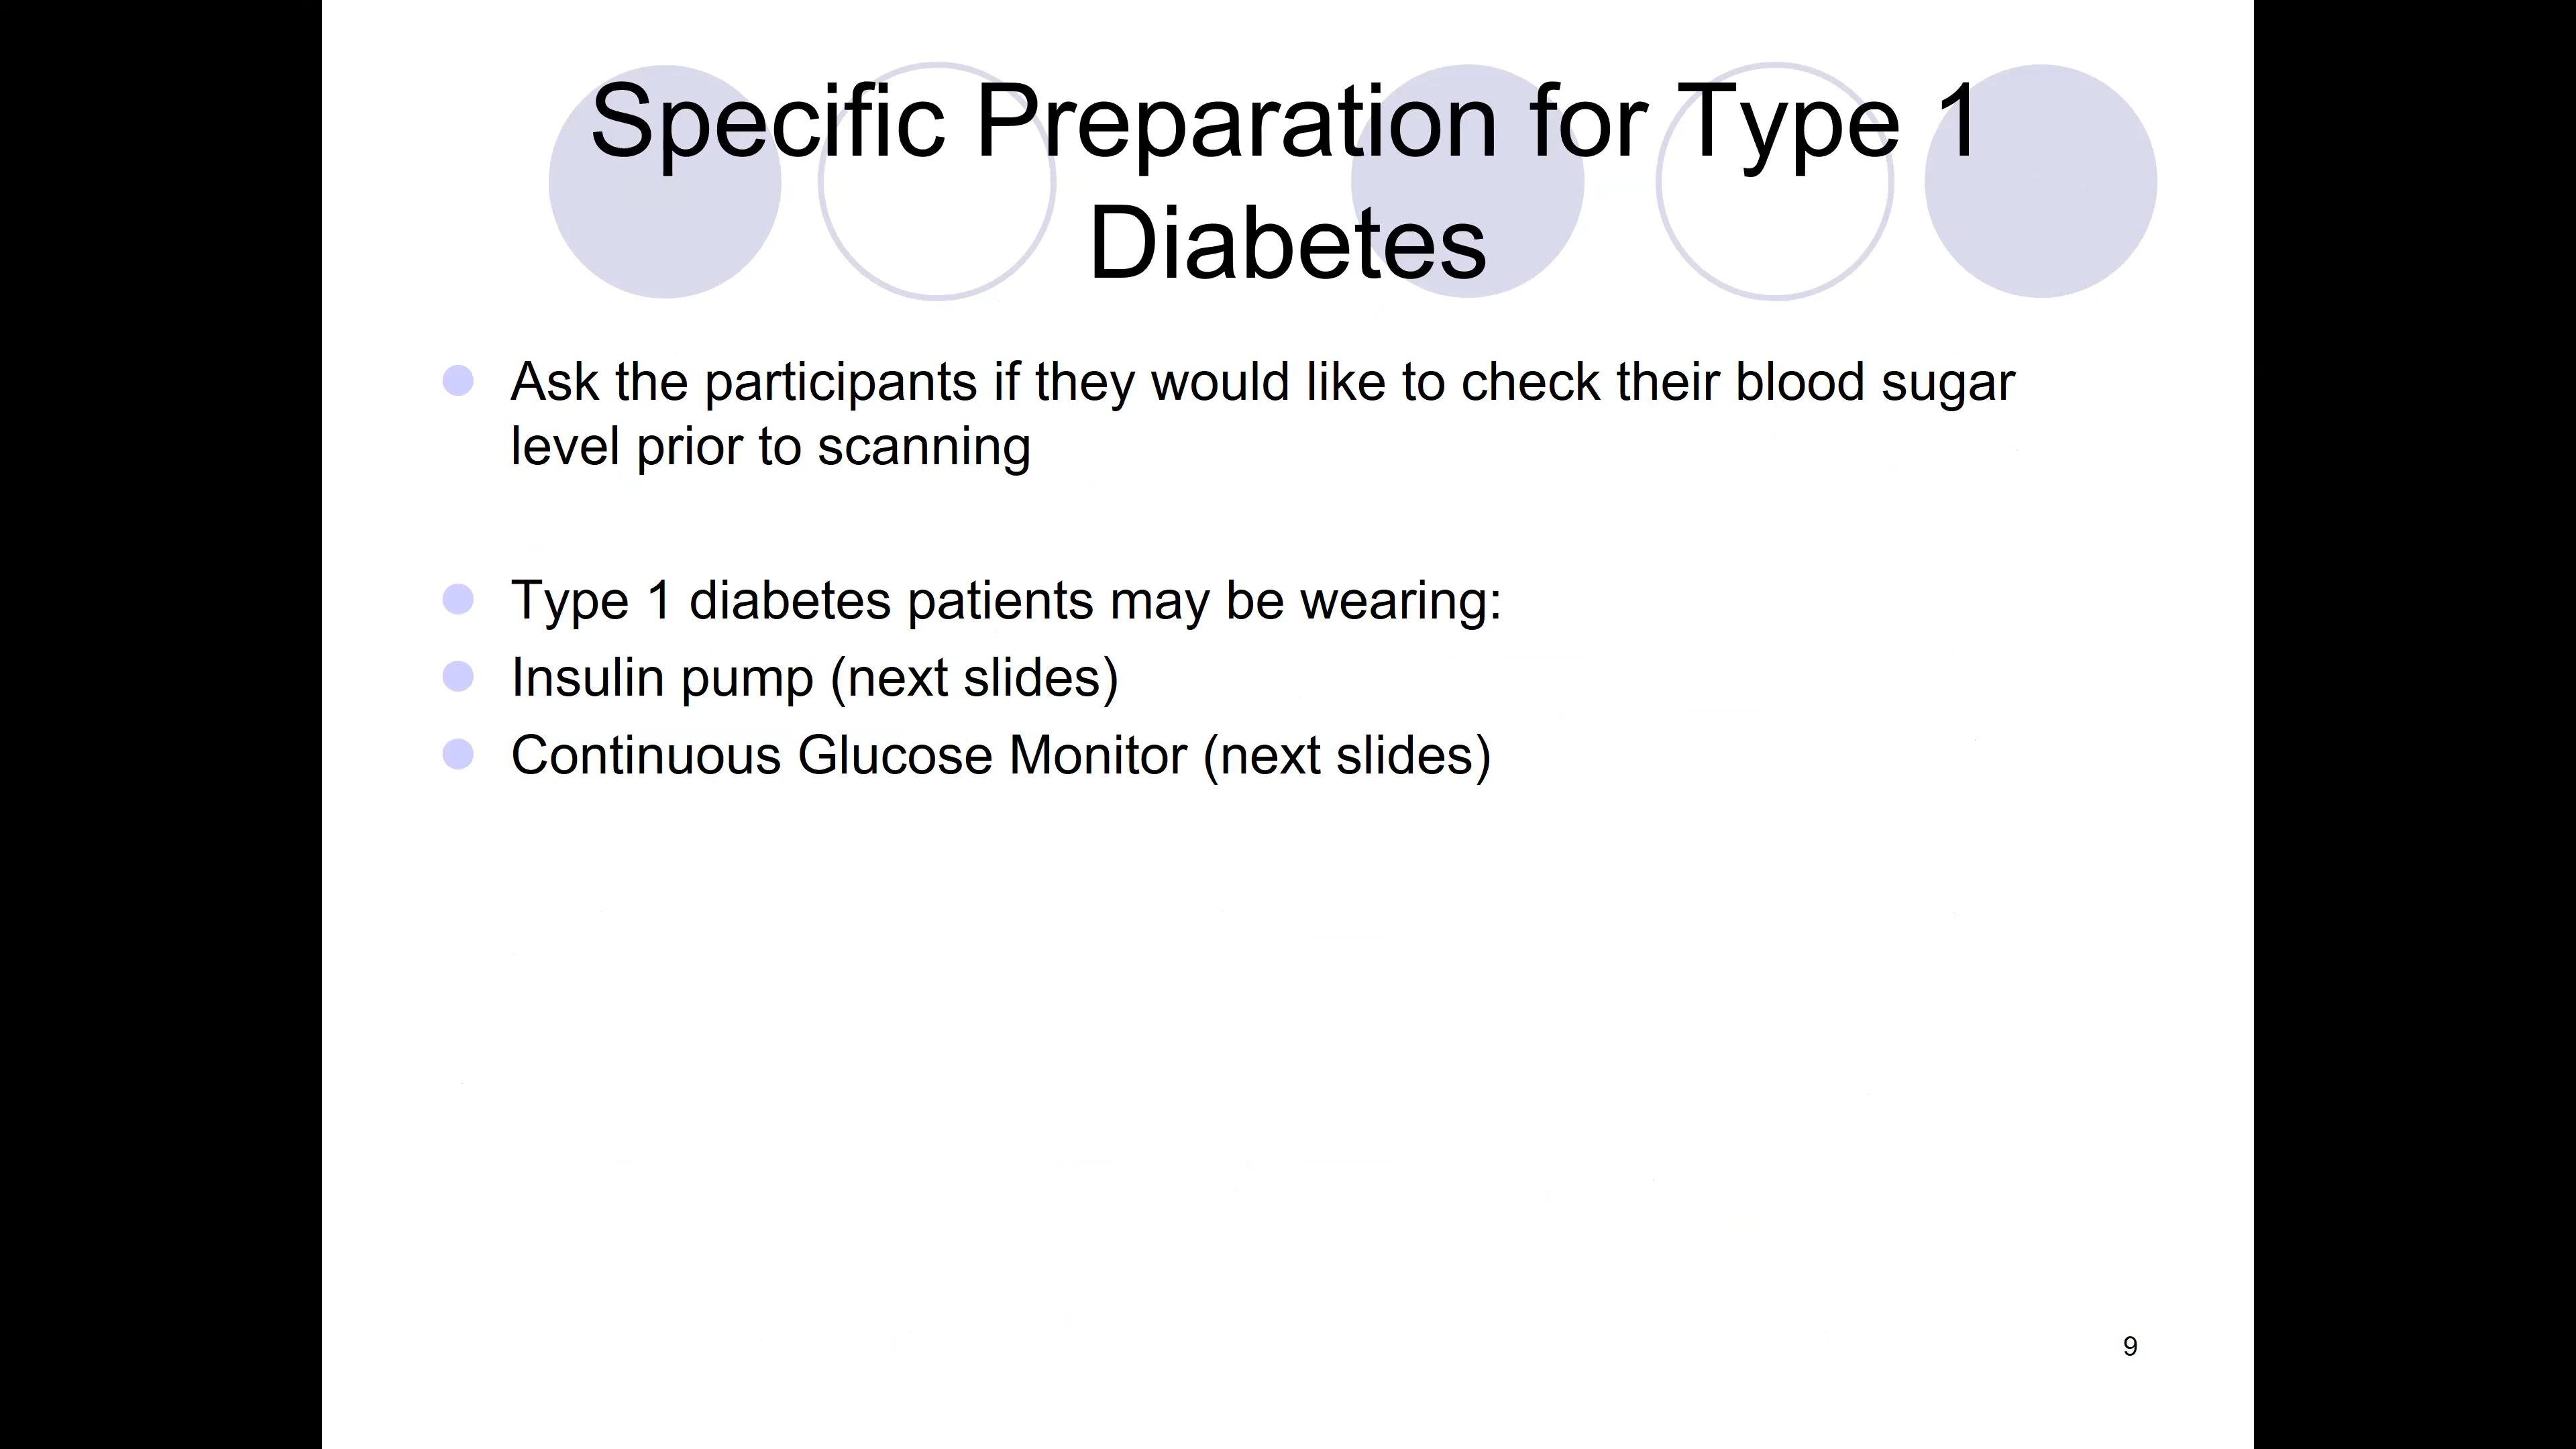 Specific Preparation for Type 1
Diabetes
Ask the participants if they would like to check their blood sugar
level prior to scanning
Type 1 diabetes patients may be wearing:
Insulin pump (next slides)
Continuous Glucose Monitor (next slides)
9